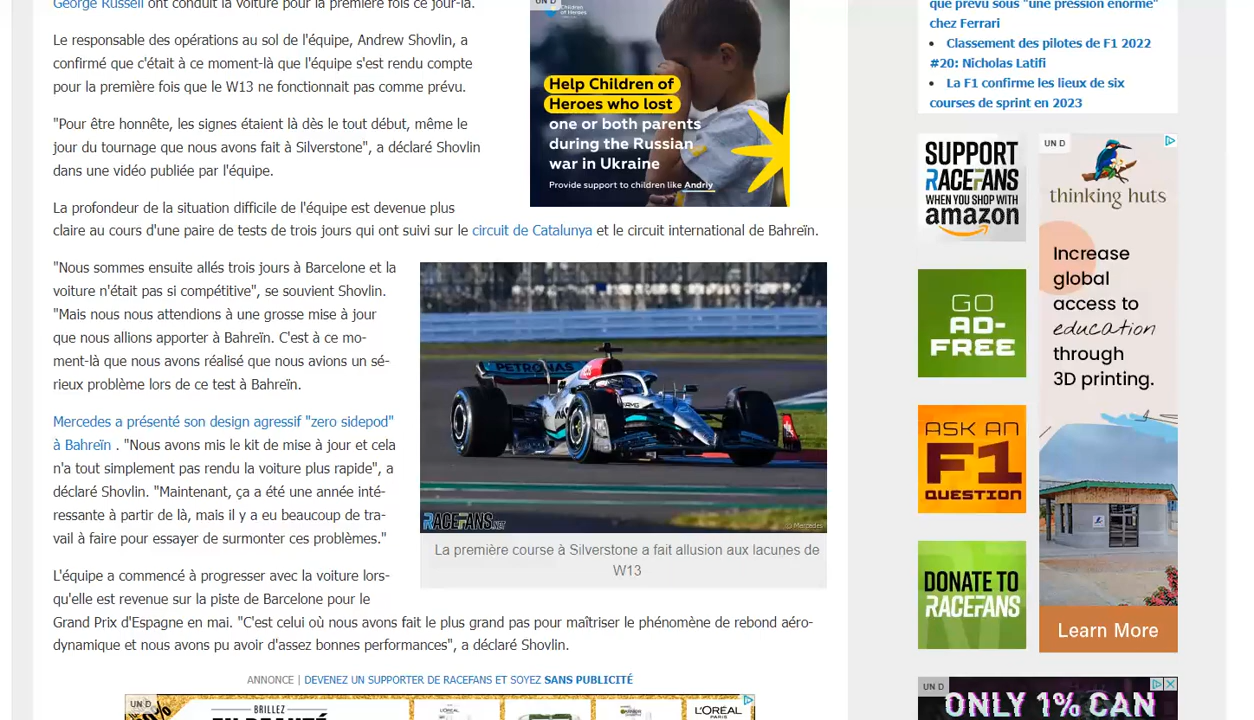 George Russell ont conduit la voiture pour la première fois ce jour-là.
Le responsable des opérations au sol de l'équipe, Andrew Shovlin, a
confirmé que c'était à ce moment-là que l'équipe s'est rendu compte
pour la première fois que le W13 ne fonctionnait pas comme prévu.
"Pour être honnête, les signes étaient là dès le tout début, même le
jour du tournage que nous avons fait à Silverstone", a déclaré Shovlin
dans une vidéo publiée par l'équipe.
La profondeur de la situation difficile de l'équipe est devenue plus
claire au cours d'une paire de tests de trois jours qui ont suivi sur le circuit de Catalunya et le circuit international de Bahreïn.
"Nous sommes ensuite allés trois jours à Barcelone et la
voiture n'était pas si compétitive", se souvient Shovlin.
"Mais nous nous attendions à une grosse mise à jour
que nous allions apporter à Bahreïn. C'est à ce mo-
ment-là que nous avons réalisé que nous avions un sé-
rieux problème lors de ce test à Bahreïn.
Mercedes a présenté son design agressif "zero sidepod"
à Bahreïn . "Nous avons mis le kit de mise à jour et cela
n'a tout simplement pas rendu la voiture plus rapide", a
déclaré Shovlin. "Maintenant, ça a été une année inté-
ressante à partir de là, mais il y a eu beaucoup de tra-
vail à faire pour essayer de surmonter ces problèmes."
L'équipe a commencé à progresser avec la voiture lors-
qu'elle est revenue sur la piste de Barcelone pour le
Grand Prix d'Espagne en mai. "C'est celui où nous avons fait le plus grand pas pour maîtriser le phénomène de rebond aéro-
dynamique et nous avons pu avoir d'assez bonnes performances", a déclaré Shovlin.
UN D
Children
of Heroes
Help Children of
Heroes who lost
one or both parents
during the Russian
war in Ukraine
Provide support to children like Andriy
PETRONAS
RACEFANS.NET
© Mercedes
La première course à Silverstone a fait allusion aux lacunes de
W13
ANNONCE | DEVENEZ UN SUPPORTER DE RACEFANS ET SOYEZ SANS PUBLICITÉ
UN D
BRILLEZ
EN BEAUTÉ
L'ORÉAL
GARNIER
L'ORÉAL
PARIS
que prévu sous "une pression énorme"
chez Ferrari
• Classement des pilotes de F1 2022
#20: Nicholas Latifi
• La F1 confirme les lieux de six
courses de sprint en 2023
SUPPORT
RACEFANS
WHEN YOU SHOP WITH
amazon
GO
AD-
FREE
ASK AN
F1
QUESTION
DONATE TO
RACEFANS
UN D
thinking huts
Increase
global
access to
education
through
3D printing.
Learn More
UN D
ONLY 1% CAN